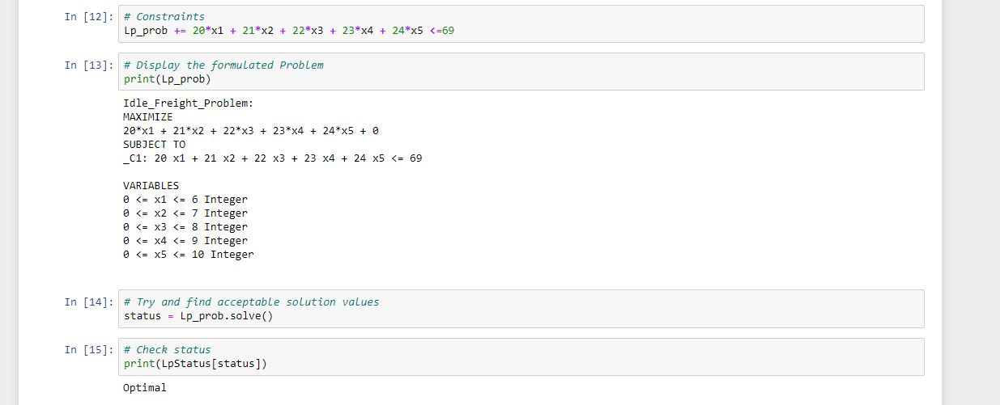 In [12]: # Constraints
Lp_prob += 20*x1 + 21*x2 + 22*x3 + 23*x4 + 24*x5 <=69
In [13]: # Display the formulated Problem
print(Lp_prob)
Idle_Freight_Problem:
MAXIMIZE
20*x1 + 21*x2 + 22*x3 + 23*x4 + 24*x5 + 0
SUBJECT TO
_C1: 20 x1 + 21 x2 + 22 x3 + 23 x4 + 24 x5 <= 69
VARIABLES
0 <= x1 <= 6 Integer
0 <= x2 <= 7 Integer
0 <= x3 <= 8 Integer
0 <= x4 <= 9 Integer
0 <= x5 <= 10 Integer
In [14]: # Try and find acceptable solution values
status = Lp_prob.solve()
In [15]: # Check status
print(LpStatus[status])
Optimal